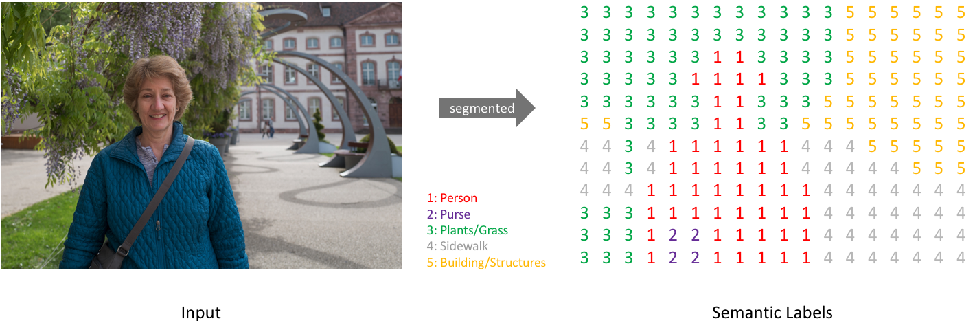 3 3 3 3 3 3 3 3 3 3 3 3 5 5 5 5 5 5
3 3 3 3 3 3 3 3 3 3 3 3 5 5 5 5 5 5
3 3 3 3 3 3 1 1 3 3 3 3 5 5 5 5 5 5
3 3 3 3 3 1 1 1 1 3 3 3 5 5 5 5 5 5
3 3 3 3 3 3 1 1 3 3 3 5 5 5 5 5 5 5
5 5 3 3 3 3 1 1 3 3 5 5 5 5 5 5 5 5
4 4 3 4 1 1 1 1 1 1 4 4 4 5 5 5 5 5
4 4 3 4 1 1 1 1 1 1 4 4 4 4 4 5 5 5
4 4 4 1 1 1 1 1 1 1 1 4 4 4 4 4 4 4
3 3 3 1 1 1 1 1 1 1 1 4 4 4 4 4 4 4
3 3 3 1 2 2 1 1 1 1 1 4 4 4 4 4 4 4
3 3 3 1 2 2 1 1 1 1 1 4 4 4 4 4 4 4
segmented
1: Person
2: Purse
3: Plants/Grass
4: Sidewalk
5: Building/Structures
Input
Semantic Labels